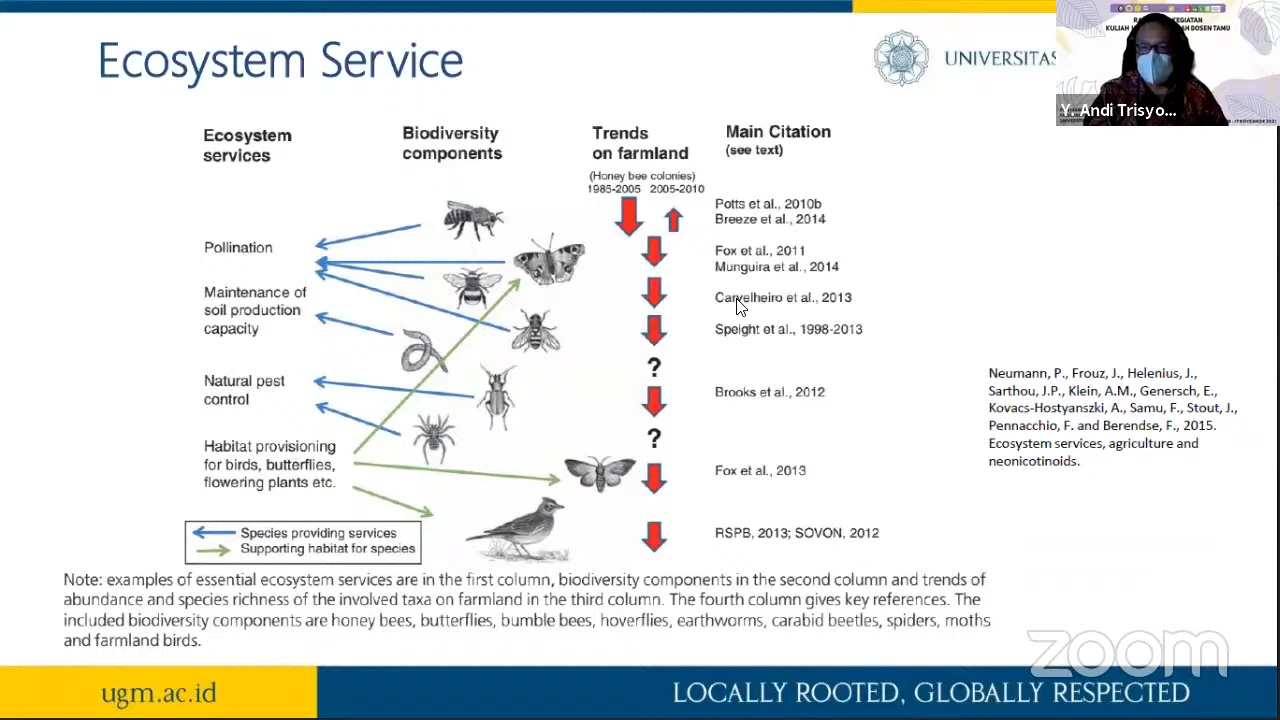 Ecosystem Service
UNIVERSITAS
KULIAH
DOSEN TAMU
Y. Andi Trisyo...
Ecosystem
services
Biodiversity
components
Trends
on farmland
(Honey bee colonies)
1985-2005 2005-2010
Main Citation
(see text)
Pollination
Maintenance of
soil production
capacity
Natural pest
control
Habitat provisioning
for birds, butterflies,
flowering plants etc.
?
?
Potts et al., 2010b
Breeze et al., 2014
Fox et al., 2011
Munguira et al., 2014
Carvelheiro et al., 2013
Speight et al., 1998-2013
Brooks et al., 2012
Fox et al., 2013
RSPB, 2013; SOVON, 2012
Species providing services
Supporting habitat for species
Neumann, P., Frouz, J., Helenius, J.,
Sarthou, J.P., Klein, A.M., Genersch, E.,
Kovacs-Hostyanszki, A., Samu, F., Stout, J.,
Pennacchio, F. and Berendse, F., 2015.
Ecosystem services, agriculture and
neonicotinoids.
Note: examples of essential ecosystem services are in the first column, biodiversity components in the second column and trends of
abundance and species richness of the involved taxa on farmland in the third column. The fourth column gives key references. The
included biodiversity components are honey bees, butterflies, bumble bees, hoverflies, earthworms, carabid beetles, spiders, moths
and farmland birds.
zoom
ugm.ac.id
LOCALLY ROOTED, GLOBALLY RESPECTED